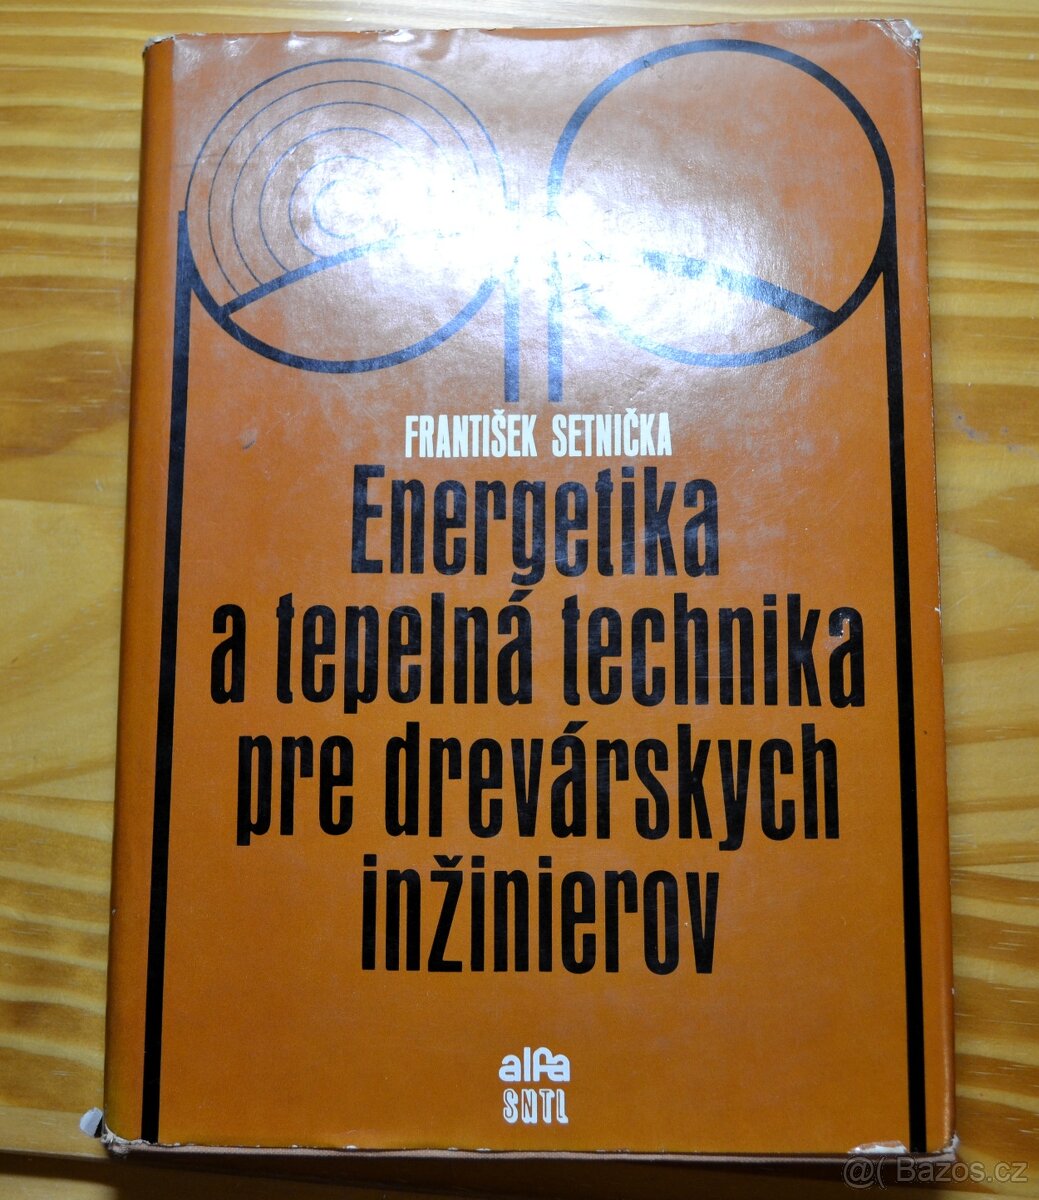 FRANTIŠEK SETNIČKA
Energetika
a tepelná technika
pre drevárskych
inžinierov
alfa
SNTL
@( Bazos.cz